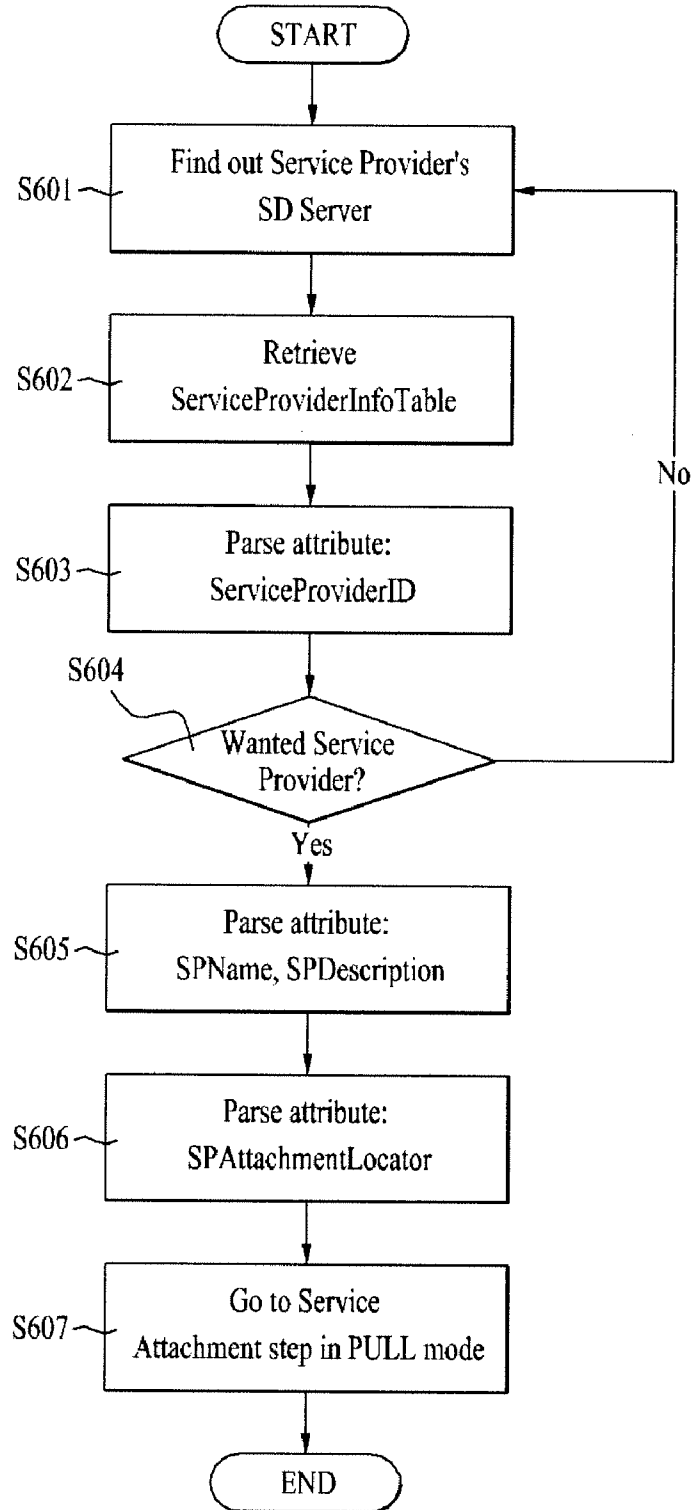 START
S601
Find out Service Provider's
SD Server
S602
Retrieve
ServiceProviderInfoTable
No
S603
Parse attribute:
ServiceProviderID
S604
Wanted Service
Provider?
Yes
S605
Parse attribute:
SPName, SPDescription
S606
Parse attribute:
SPAttachmentLocator
S607
Go to Service
Attachment step in PULL mode
END